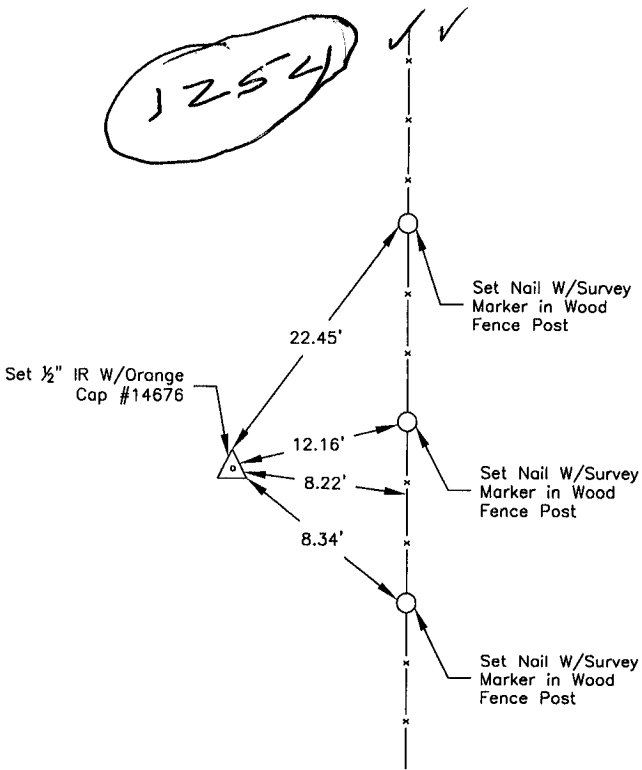 1254
Set Nail W/Survey
Marker in Wood
Fence Post
22.45'
Set ½" IR W/Orange
Cap #14676
12.16'
8.22'
Set Nail W/Survey
Marker in Wood
Fence Post
8.34'
Set Nail W/Survey
Marker in Wood
Fence Post